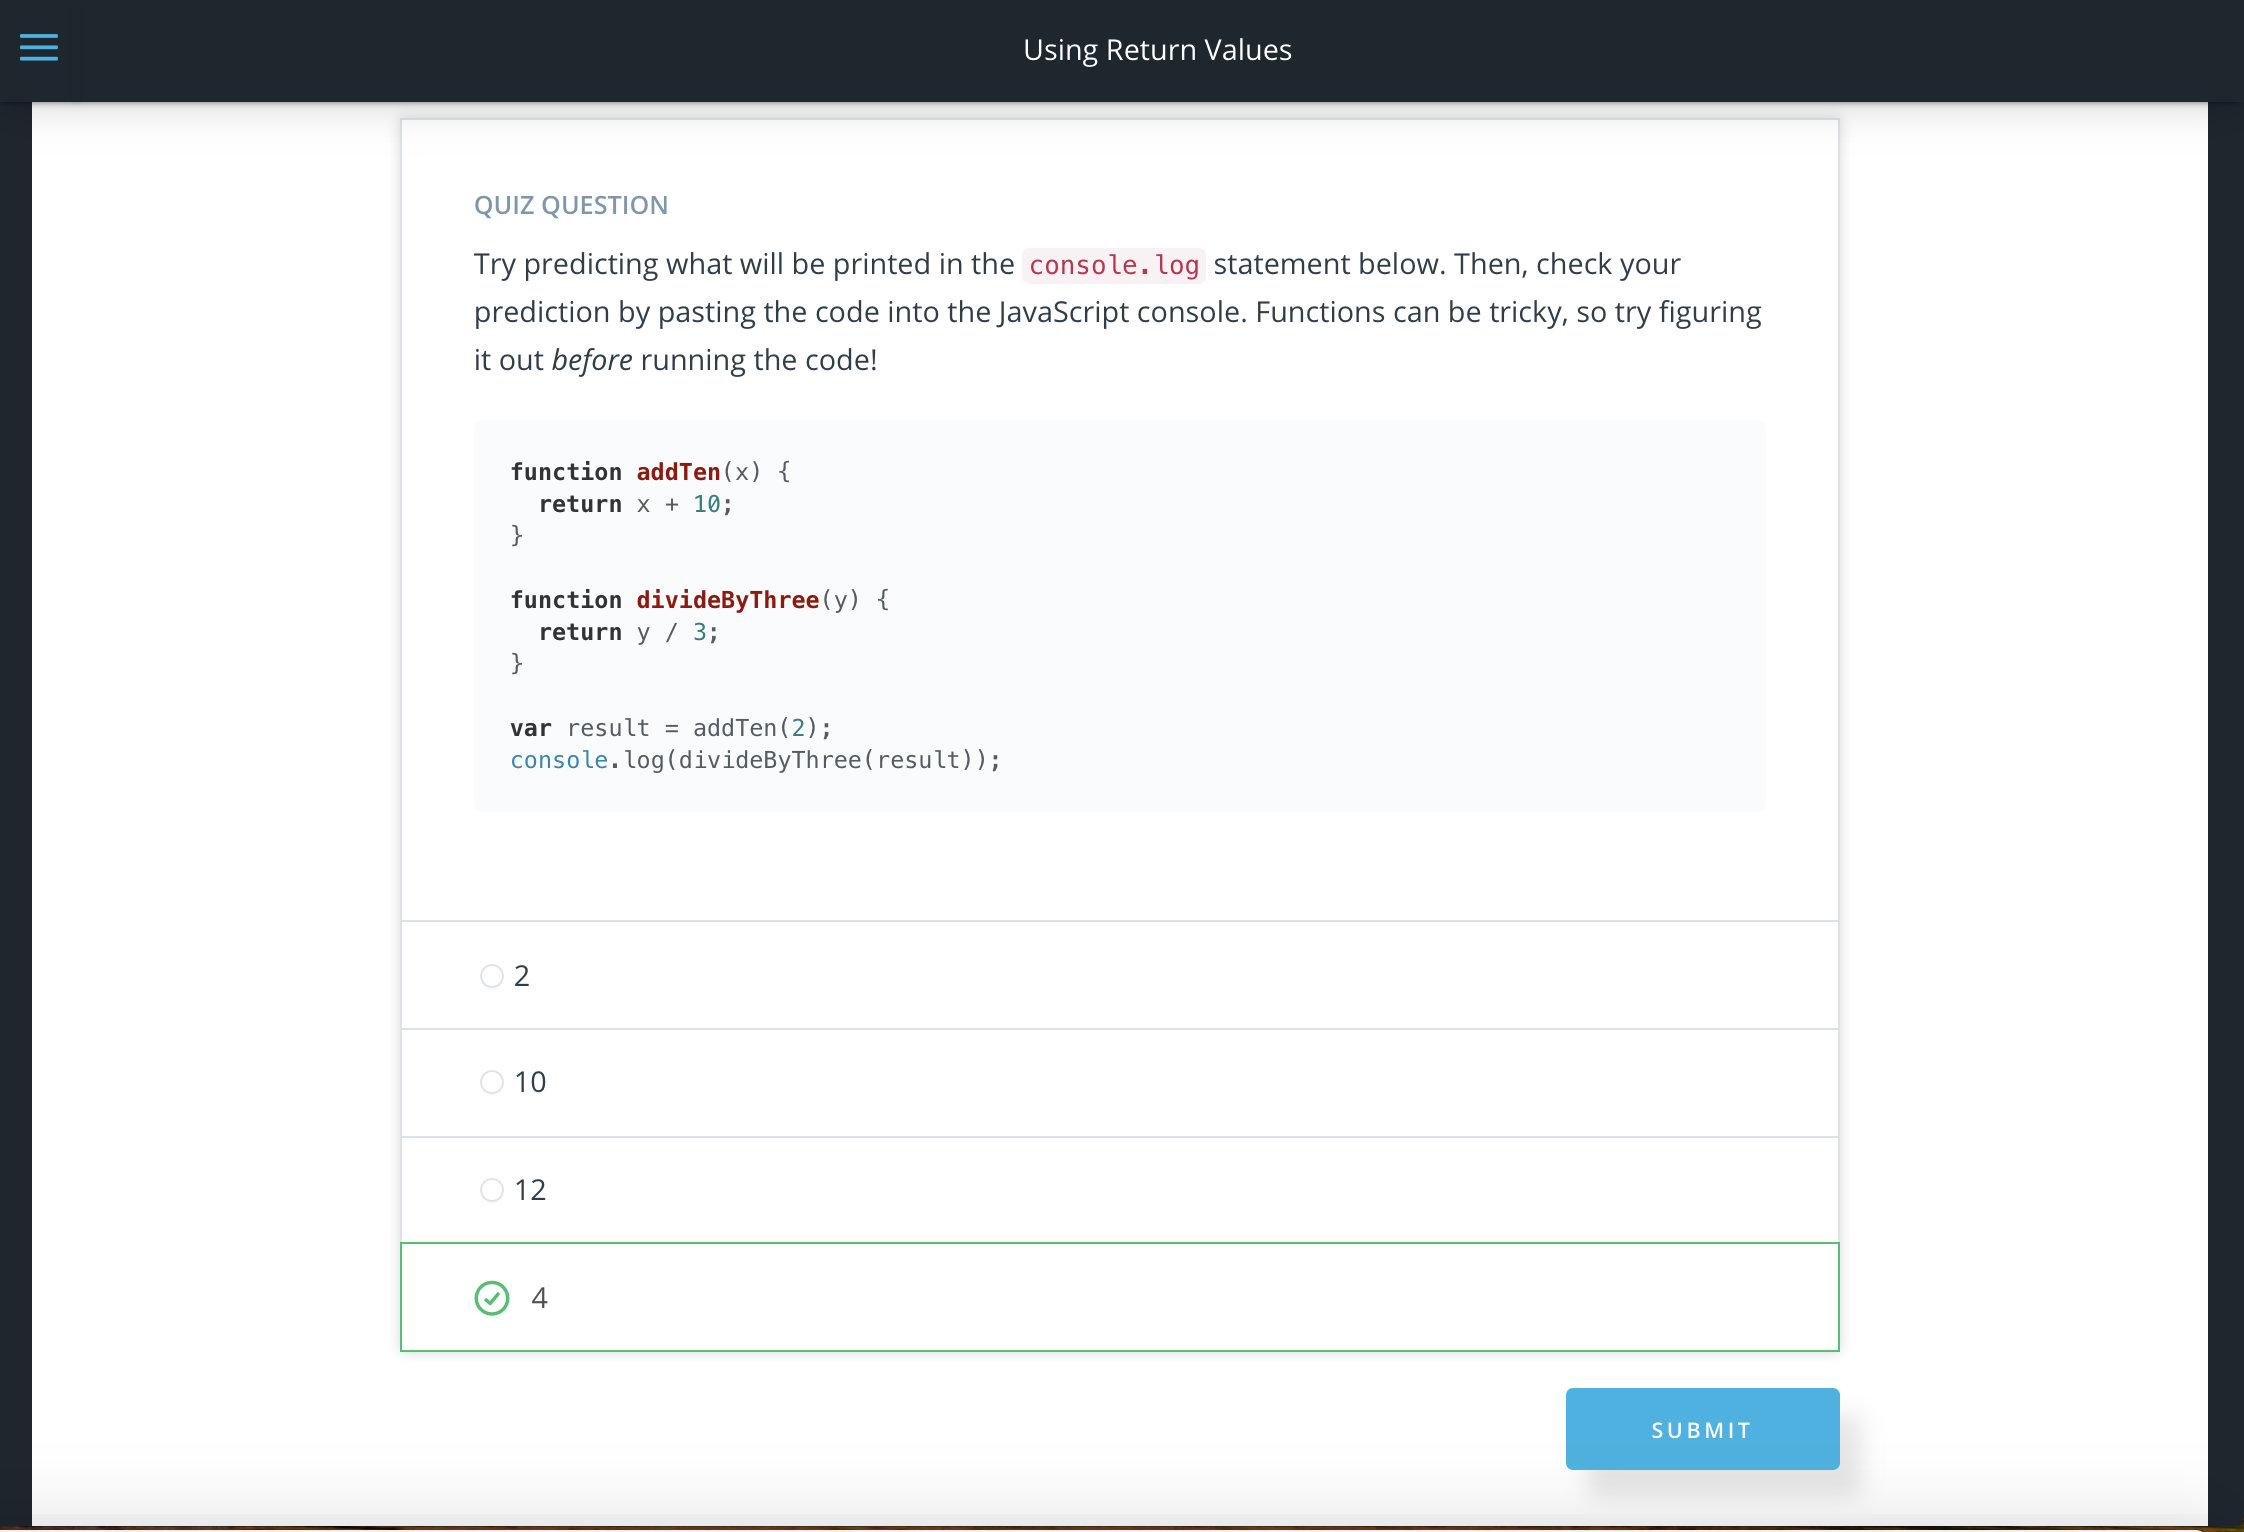 Using Return Values
QUIZ QUESTION
Try predicting what will be printed in the console.log statement below. Then, check your
prediction by pasting the code into the JavaScript console. Functions can be tricky, so try figuring
it out before running the code!
function addTen(x) {
  return x + 10;
}
function divideByThree(y) {
  return y / 3;
}
var result = addTen(2);
console.log(divideByThree(result));
2
10
12
4
SUBMIT